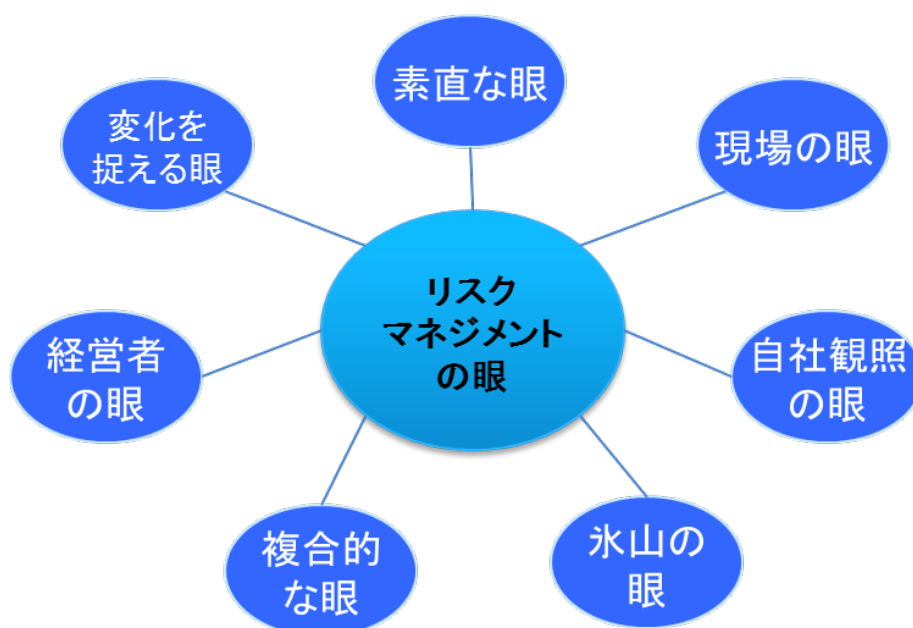 素直な眼
変化を
捉える眼
現場の眼
リスク
マネジメント
の眼
経営者
の眼
自社観照
の眼
複合的
な眼
氷山の
眼